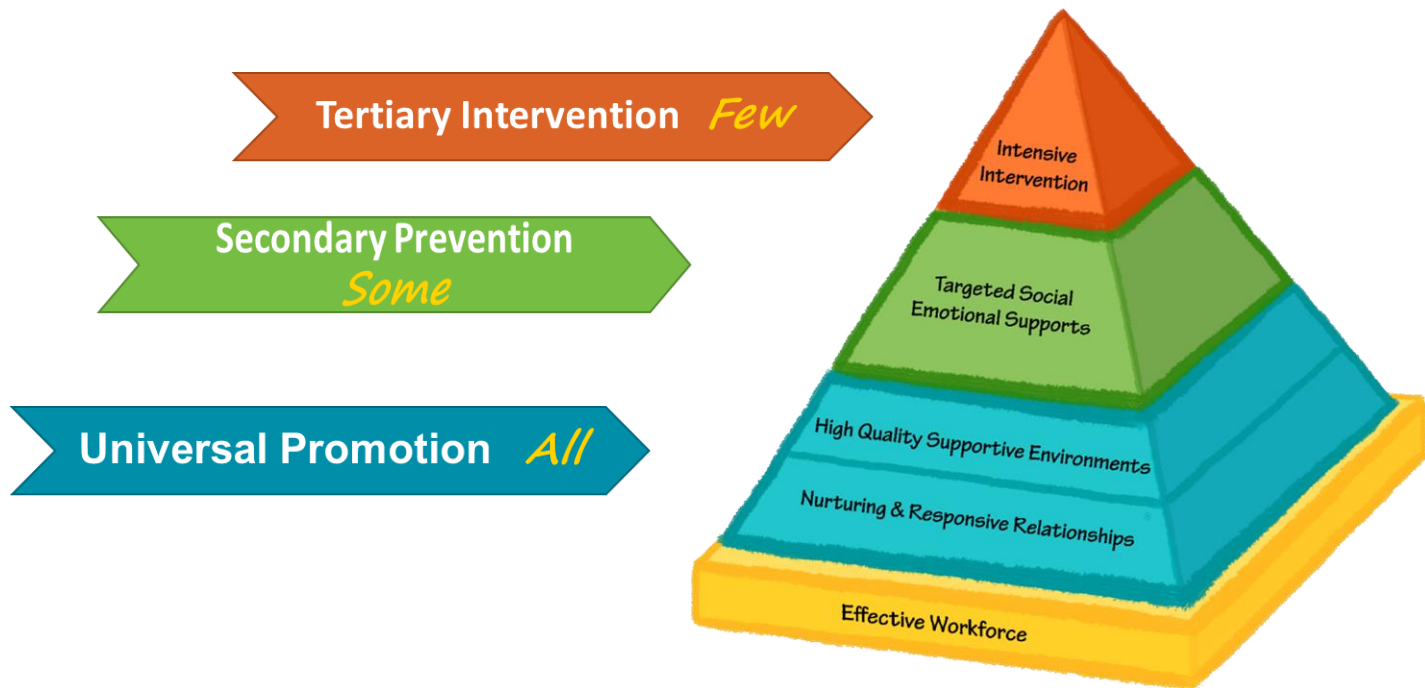 Tertiary Intervention Few
Secondary Prevention
Some
Universal Promotion All
Intensive
Intervention
Targeted Social
Emotional Supports
High Quality Supportive Environments
Nurturing & Responsive Relationships
Effective Workforce